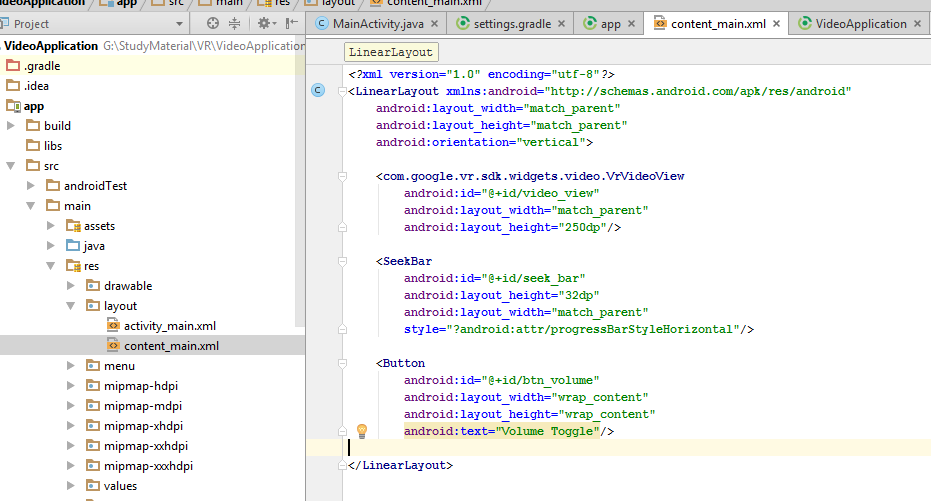 VideoApplication app src main res layout content_main.xml
Project
MainActivity.java settings.gradle app content_main.xml VideoApplication
VideoApplication G:\StudyMaterial\VR\VideoApplication
.gradle
.idea
app
build
libs
src
androidTest
main
assets
java
res
drawable
layout
activity_main.xml
content_main.xml
menu
mipmap-hdpi
mipmap-mdpi
mipmap-xhdpi
mipmap-xxhdpi
mipmap-xxxhdpi
values
LinearLayout
<?xml version="1.0" encoding="utf-8"?>
<LinearLayout xmlns:android="http://schemas.android.com/apk/res/android"
android:layout_width="match_parent"
android:layout_height="match_parent"
android:orientation="vertical">
<com.google.vr.sdk.widgets.video.VrVideoView
android:id="@+id/video_view"
android:layout_width="match_parent"
android:layout_height="250dp"/>
<SeekBar
android:id="@+id/seek_bar"
android:layout_height="32dp"
android:layout_width="match_parent"
style="?android:attr/progressBarStyleHorizontal"/>
<Button
android:id="@+id/btn_volume"
android:layout_width="wrap_content"
android:layout_height="wrap_content"
android:text="Volume Toggle"/>
</LinearLayout>